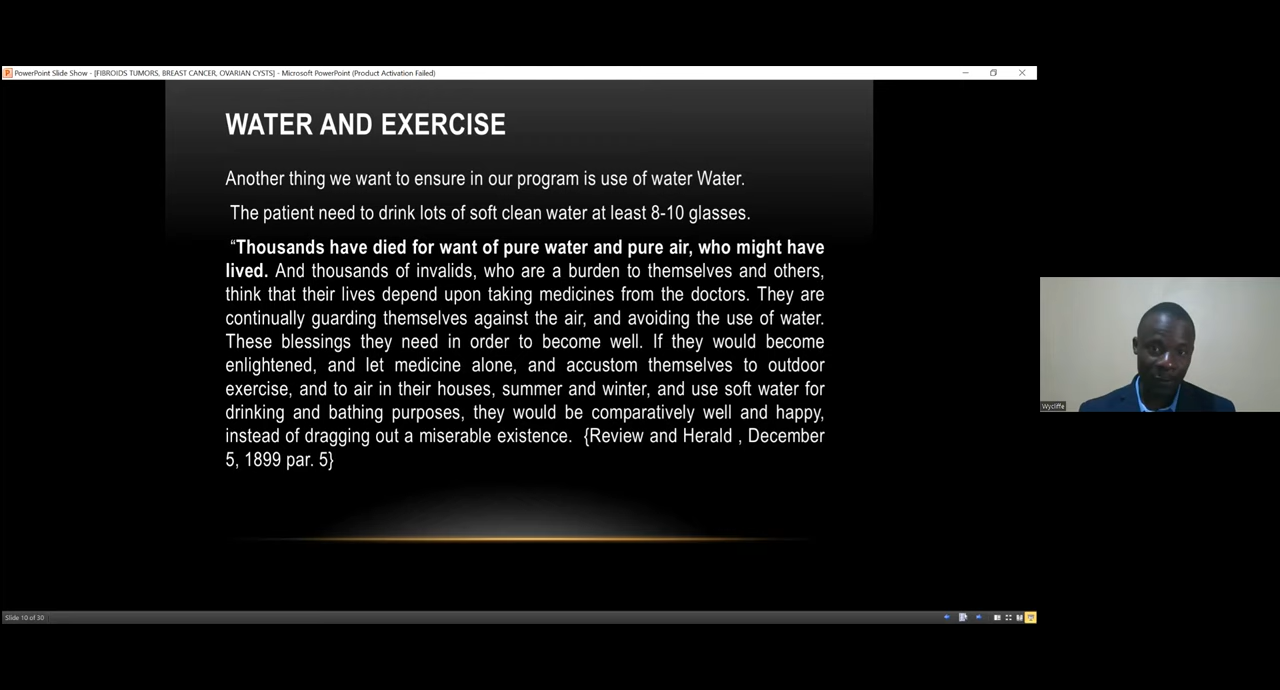 PowerPoint Slide Show - [FIBROIDS TUMORS, BREAST CANCER, OVARIAN CYSTS] - Microsoft PowerPoint (Product Activation Failed)
WATER AND EXERCISE
Another thing we want to ensure in our program is use of water Water.
The patient need to drink lots of soft clean water at least 8-10 glasses.
“Thousands have died for want of pure water and pure air, who might have
lived. And thousands of invalids, who are a burden to themselves and others,
think that their lives depend upon taking medicines from the doctors. They are
continually guarding themselves against the air, and avoiding the use of water.
These blessings they need in order to become well. If they would become
enlightened, and let medicine alone, and accustom themselves to outdoor
exercise, and to air in their houses, summer and winter, and use soft water for
drinking and bathing purposes, they would be comparatively well and happy,
instead of dragging out a miserable existence. {Review and Herald , December
5, 1899 par. 5}
Wycliffe
Slide 10 of 30